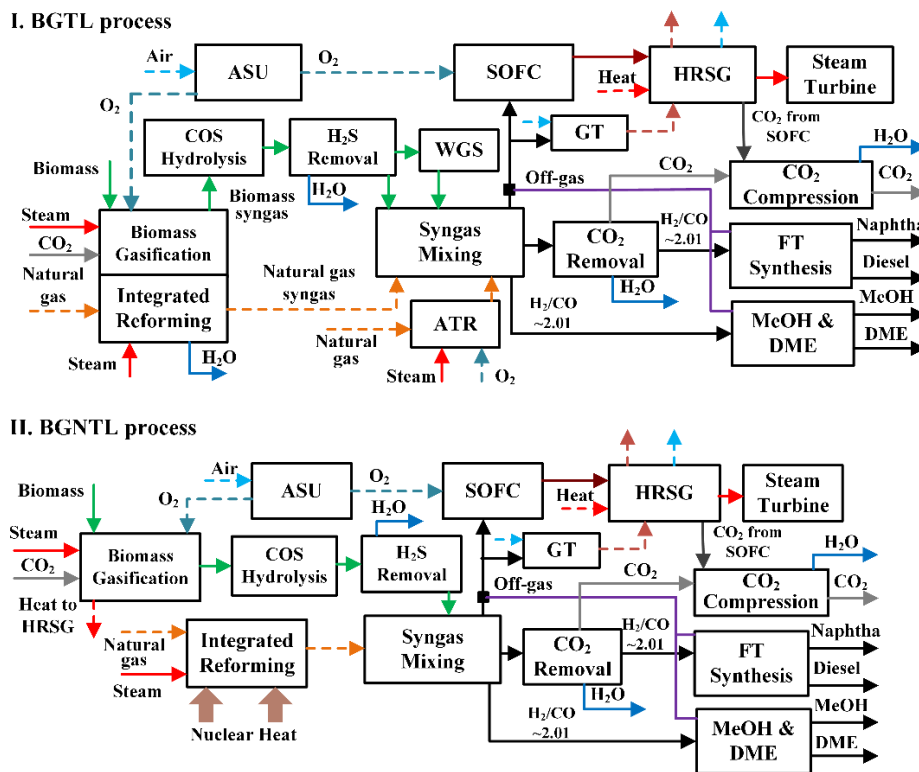 I. BGTL process
Air
ASU
O₂
SOFC
Heat
HRSG
Steam
Turbine
O₂
COS
Hydrolysis
H₂S
Removal
WGS
GT
CO₂ from
SOFC
H₂O
Biomass
H₂O
Biomass
syngas
Off-gas
CO₂
CO₂
Compression
CO₂
Steam
CO₂
Biomass
Gasification
Syngas
Mixing
CO₂
Removal
H₂/CO
~2.01
FT
Synthesis
Naphtha
Diesel
Natural
gas
Integrated
Reforming
Natural gas
syngas
H₂O
H₂/CO
~2.01
MeOH
ATR
MeOH &
DME
DME
Natural
gas
Steam
H₂O
Steam
O₂
II. BGNTL process
Air
ASU
O₂
SOFC
Heat
HRSG
Steam
Turbine
Biomass
O₂
H₂O
Steam
CO₂
Biomass
Gasification
COS
Hydrolysis
H₂S
Removal
GT
CO₂ from
SOFC
H₂O
Off-gas
CO₂
CO₂
Compression
CO₂
Heat to
HRSG
Natural
gas
Steam
Integrated
Reforming
Syngas
Mixing
CO₂
Removal
H₂/CO
~2.01
FT
Synthesis
Naphtha
Diesel
H₂O
Nuclear Heat
H₂/CO
~2.01
MeOH &
DME
MeOH
DME